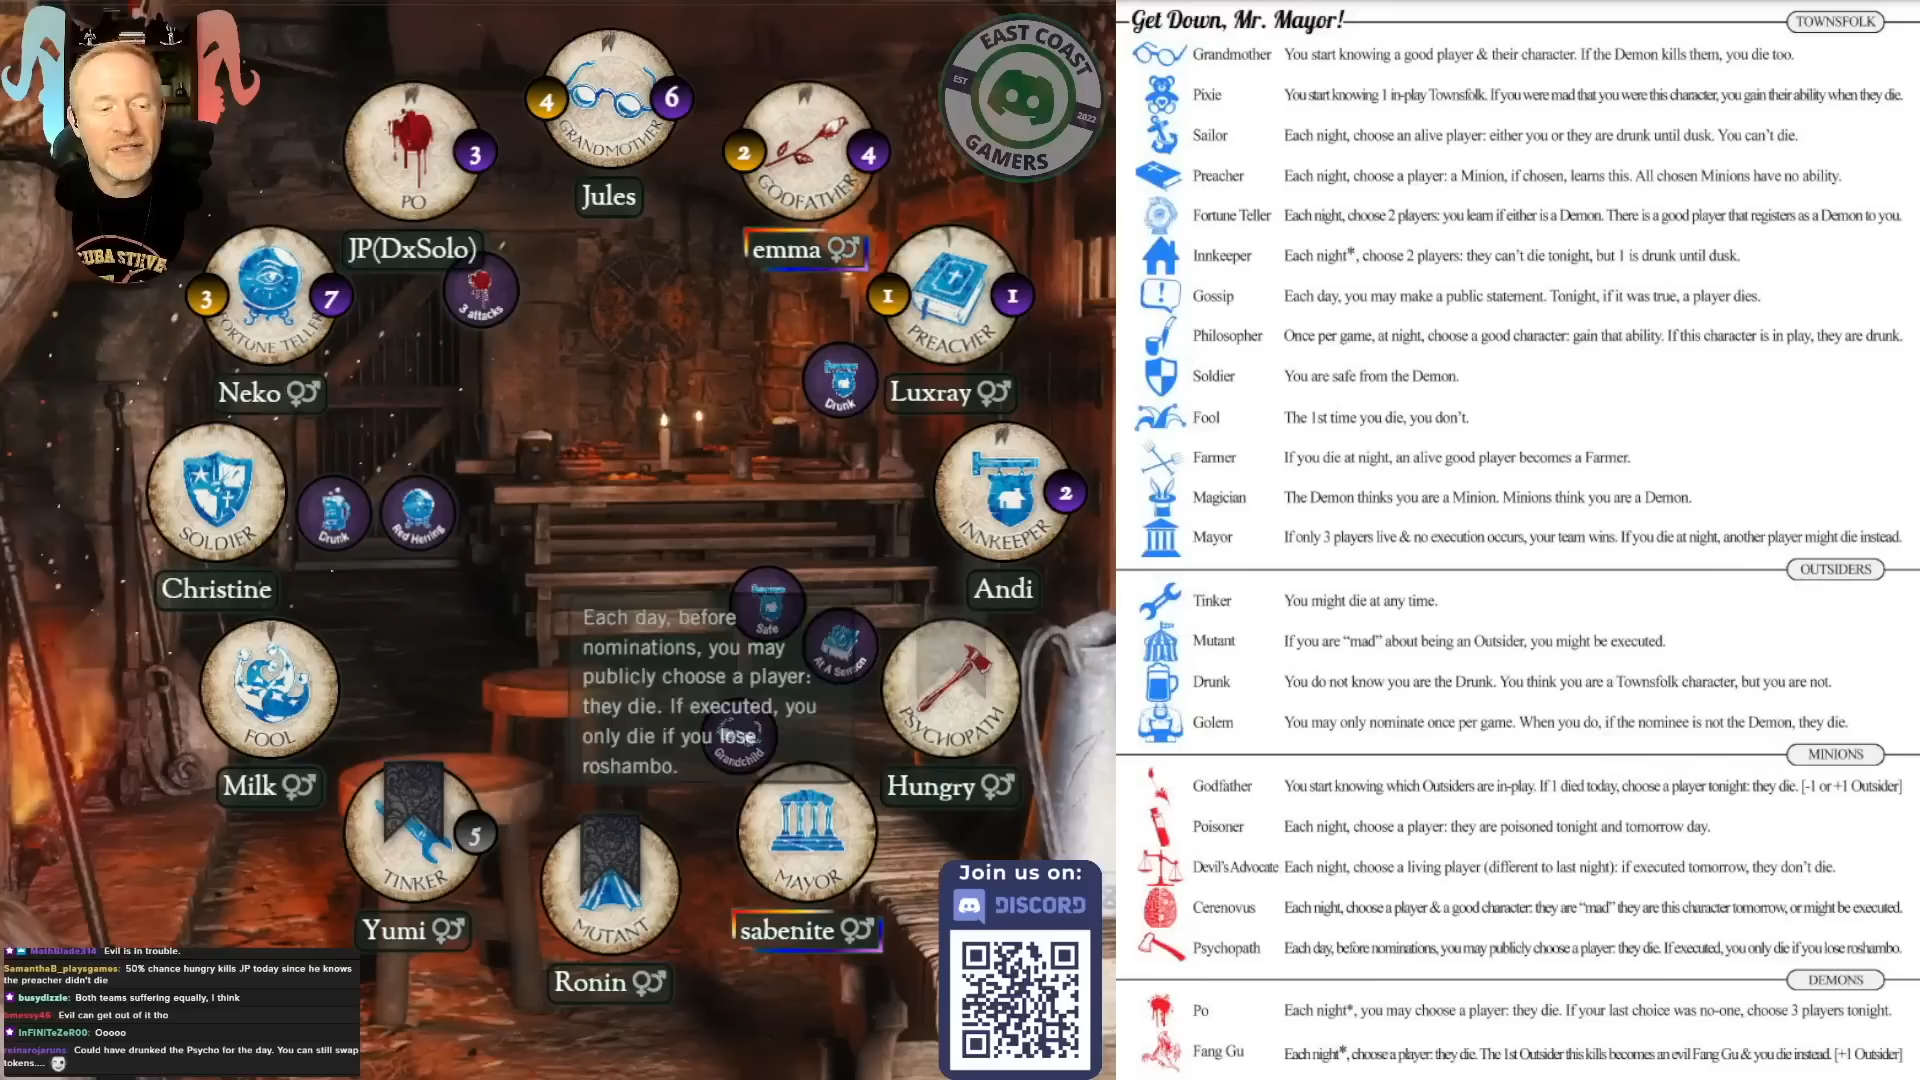 EAST COAST
EST
2022
GAMERS
4
6
GRANDMOTHER
Jules
3
PO
JP(DxSolo)
3 attacks
2
4
GODFATHER
emma
3
7
FORTUNE TELLER
Neko
1
1
PREACHER
Luxray
Drunk
SOLDIER
Christine
Drunk
Red Herring
2
INNKEEPER
Andi
FOOL
Milk
Safe
At A Sermon
Grandchild
Each day, before
nominations, you may
publicly choose a player:
they die. If executed, you
only die if you lose
roshambo.
PSYCHOPATH
Hungry
5
TINKER
Yumi
MUTANT
Ronin
MAYOR
sabenite
Join us on:
DISCORD
MothBlade314 Evil is in trouble.
SamanthaB_playsgames: 50% chance hungry kills JP today since he knows
the preacher didn't die
busydizzle: Both teams suffering equally, I think
bmessy46: Evil can get out of it tho
InFiNiTeZeR00: Ooooo
reinarojaruns: Could have drunked the Psycho for the day. You can still swap
tokens....
Get Down, Mr. Mayor!
TOWNSFOLK
Grandmother You start knowing a good player & their character. If the Demon kills them, you die too.
Pixie You start knowing 1 in-play Townsfolk. If you were mad that you were this character, you gain their ability when they die.
Sailor Each night, choose an alive player: either you or they are drunk until dusk. You can't die.
Preacher Each night, choose a player: a Minion, if chosen, learns this. All chosen Minions have no ability.
Fortune Teller Each night, choose 2 players: you learn if either is a Demon. There is a good player that registers as a Demon to you.
Innkeeper Each night*, choose 2 players: they can't die tonight, but 1 is drunk until dusk.
Gossip Each day, you may make a public statement. Tonight, if it was true, a player dies.
Philosopher Once per game, at night, choose a good character: gain that ability. If this character is in play, they are drunk.
Soldier You are safe from the Demon.
Fool The 1st time you die, you don't.
Farmer If you die at night, an alive good player becomes a Farmer.
Magician The Demon thinks you are a Minion. Minions think you are a Demon.
Mayor If only 3 players live & no execution occurs, your team wins. If you die at night, another player might die instead.
OUTSIDERS
Tinker You might die at any time.
Mutant If you are “mad” about being an Outsider, you might be executed.
Drunk You do not know you are the Drunk. You think you are a Townsfolk character, but you are not.
Golem You may only nominate once per game. When you do, if the nominee is not the Demon, they die.
MINIONS
Godfather You start knowing which Outsiders are in-play. If 1 died today, choose a player tonight: they die. [-1 or +1 Outsider]
Poisoner Each night, choose a player: they are poisoned tonight and tomorrow day.
Devil's Advocate Each night, choose a living player (different to last night): if executed tomorrow, they don't die.
Cerenovus Each night, choose a player & a good character: they are “mad” they are this character tomorrow, or might be executed.
Psychopath Each day, before nominations, you may publicly choose a player: they die. If executed, you only die if you lose roshambo.
DEMONS
Po Each night*, you may choose a player: they die. If your last choice was no-one, choose 3 players tonight.
Fang Gu Each night*, choose a player: they die. The 1st Outsider this kills becomes an evil Fang Gu & you die instead. [+1 Outsider]